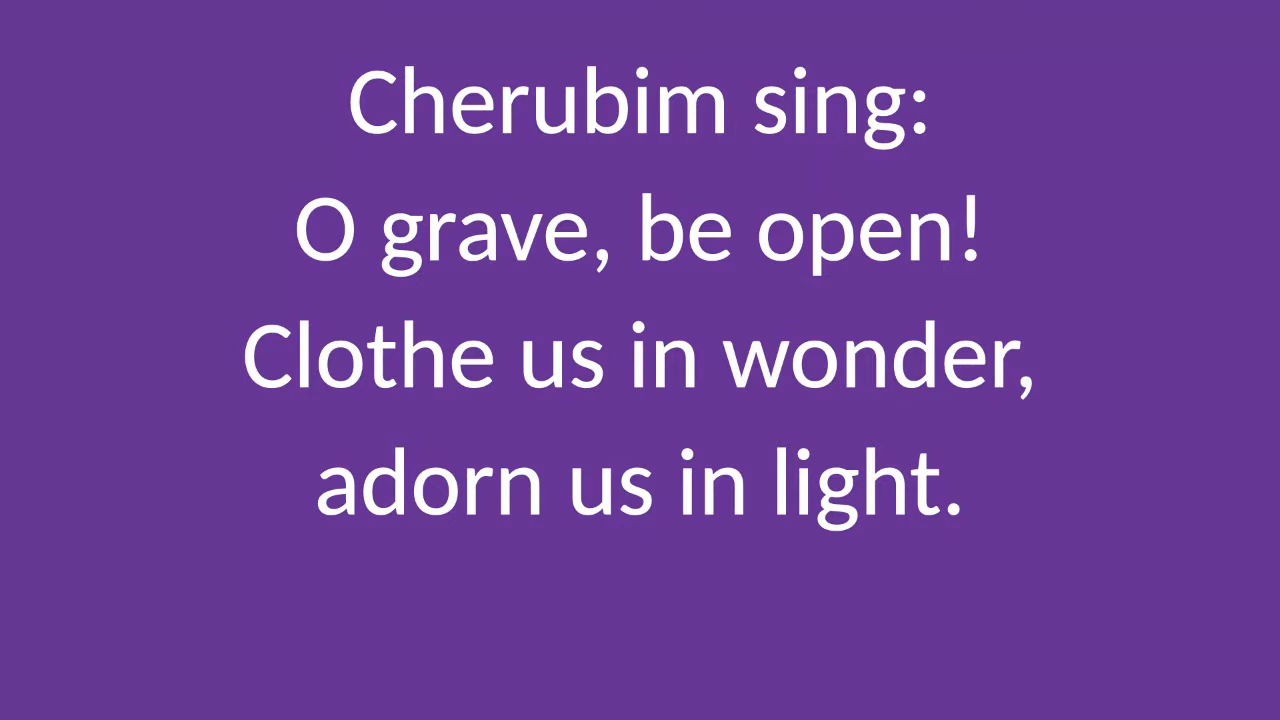 Cherubim sing:
O grave, be open!
Clothe us in wonder,
adorn us in light.